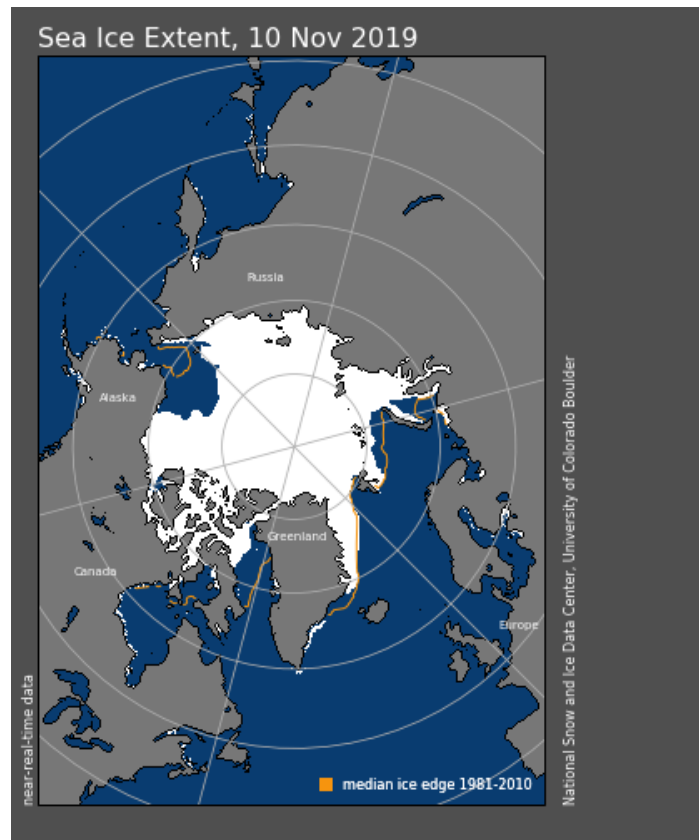 Sea Ice Extent, 10 Nov 2019
Russia
Alaska
Greenland
Canada
Europe
near-real-time data
National Snow and Ice Data Center, University of Colorado Boulder
median ice edge 1981-2010